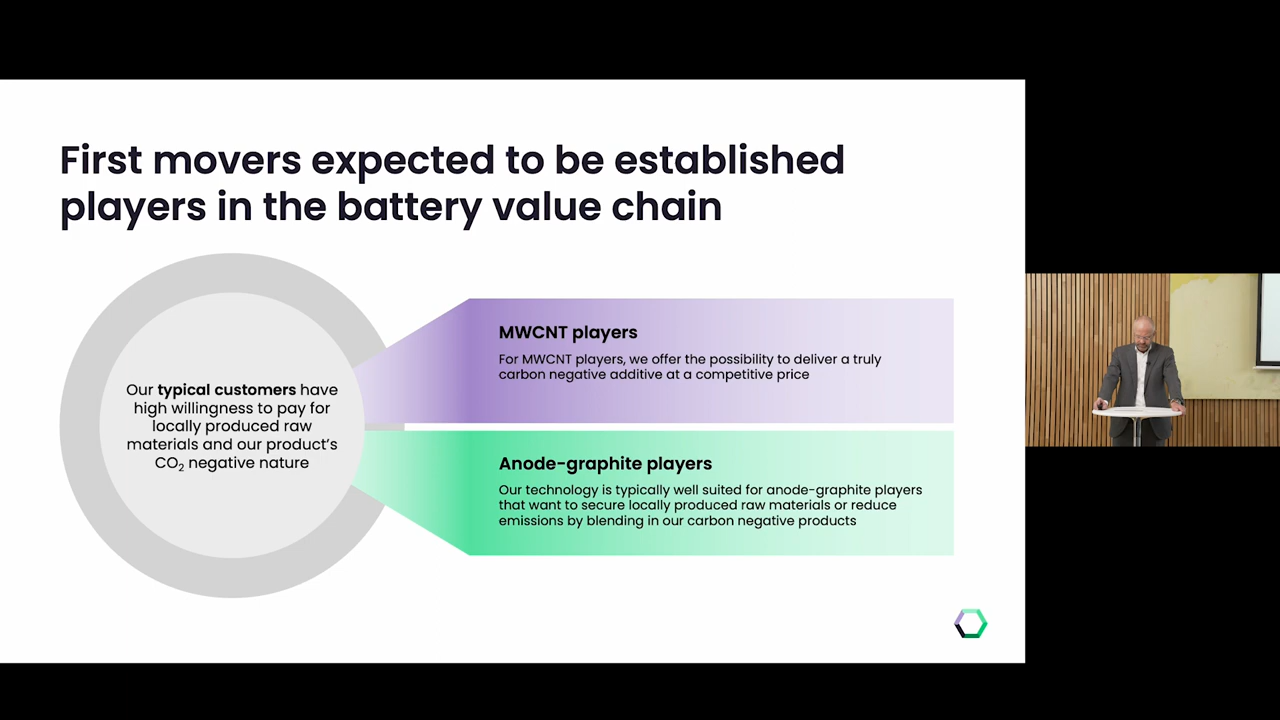 First movers expected to be established
players in the battery value chain
Our typical customers have
high willingness to pay for
locally produced raw
materials and our product’s
CO₂ negative nature
MWCNT players
For MWCNT players, we offer the possibility to deliver a truly
carbon negative additive at a competitive price
Anode-graphite players
Our technology is typically well suited for anode-graphite players
that want to secure locally produced raw materials or reduce
emissions by blending in our carbon negative products